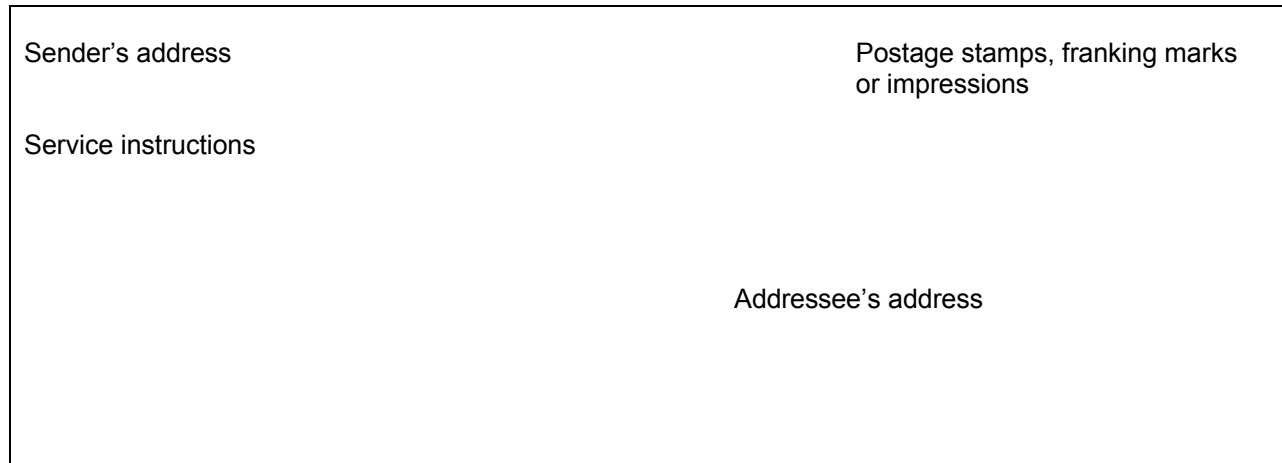 Sender’s address
Postage stamps, franking marks
or impressions
Service instructions
Addressee’s address